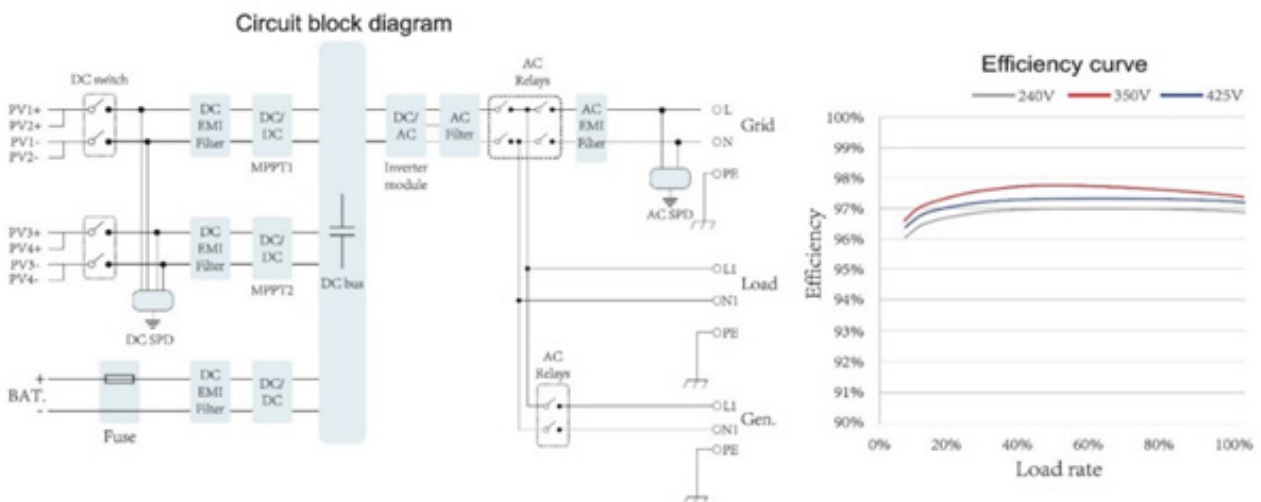 Circuit block diagram
DC switch
PV1+
PV2+
PV1-
PV2-
DC
EMI
Filter
DC/
DC
MPPT1
PV3+
PV4+
PV3-
PV4-
DC
EMI
Filter
DC/
DC
MPPT2
DC SPD
BAT.
+
-
Fuse
DC
EMI
Filter
DC/
DC
DC bus
DC/
AC
Inverter
module
AC
Filter
AC
Relays
AC
EMI
Filter
L
N
Grid
PE
AC SPD
L1
N1
Load
PE
AC
Relays
L1
N1
Gen.
PE
Efficiency curve
240V 350V 425V
Efficiency
100%
99%
98%
97%
96%
95%
94%
93%
92%
91%
90%
0% 20% 40% 60% 80% 100%
Load rate